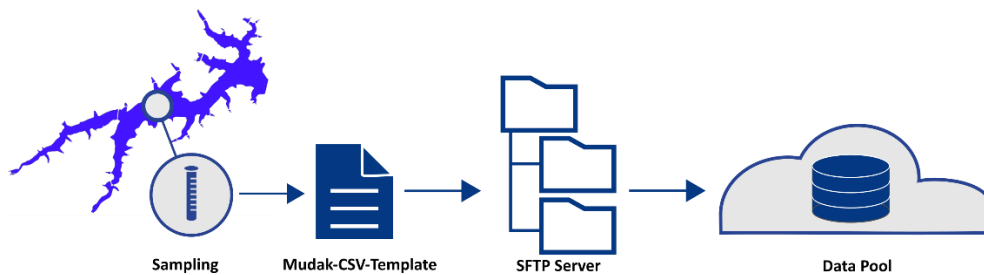 Sampling
Mudak-CSV-Template
SFTP Server
Data Pool